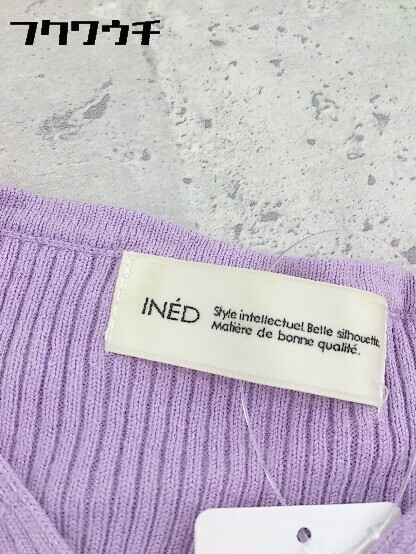 フクワウチ
INÉD
Style intellectuel. Belle silhouette.
Matière de bonne qualité.